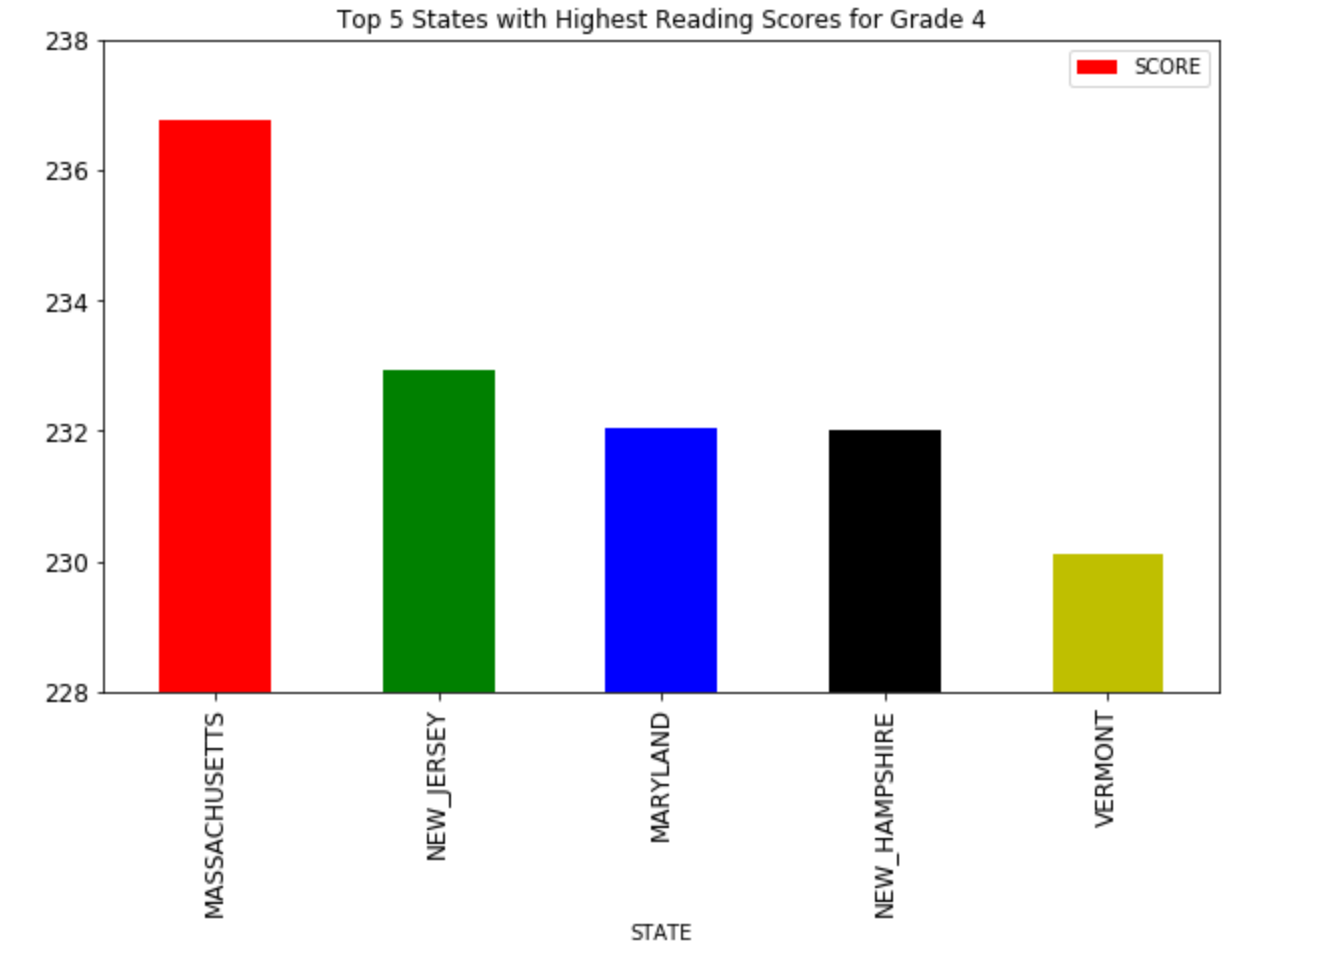 Top 5 States with Highest Reading Scores for Grade 4
SCORE
238
236
234
232
230
228
MASSACHUSETTS
NEW_JERSEY
MARYLAND
NEW_HAMPSHIRE
VERMONT
STATE